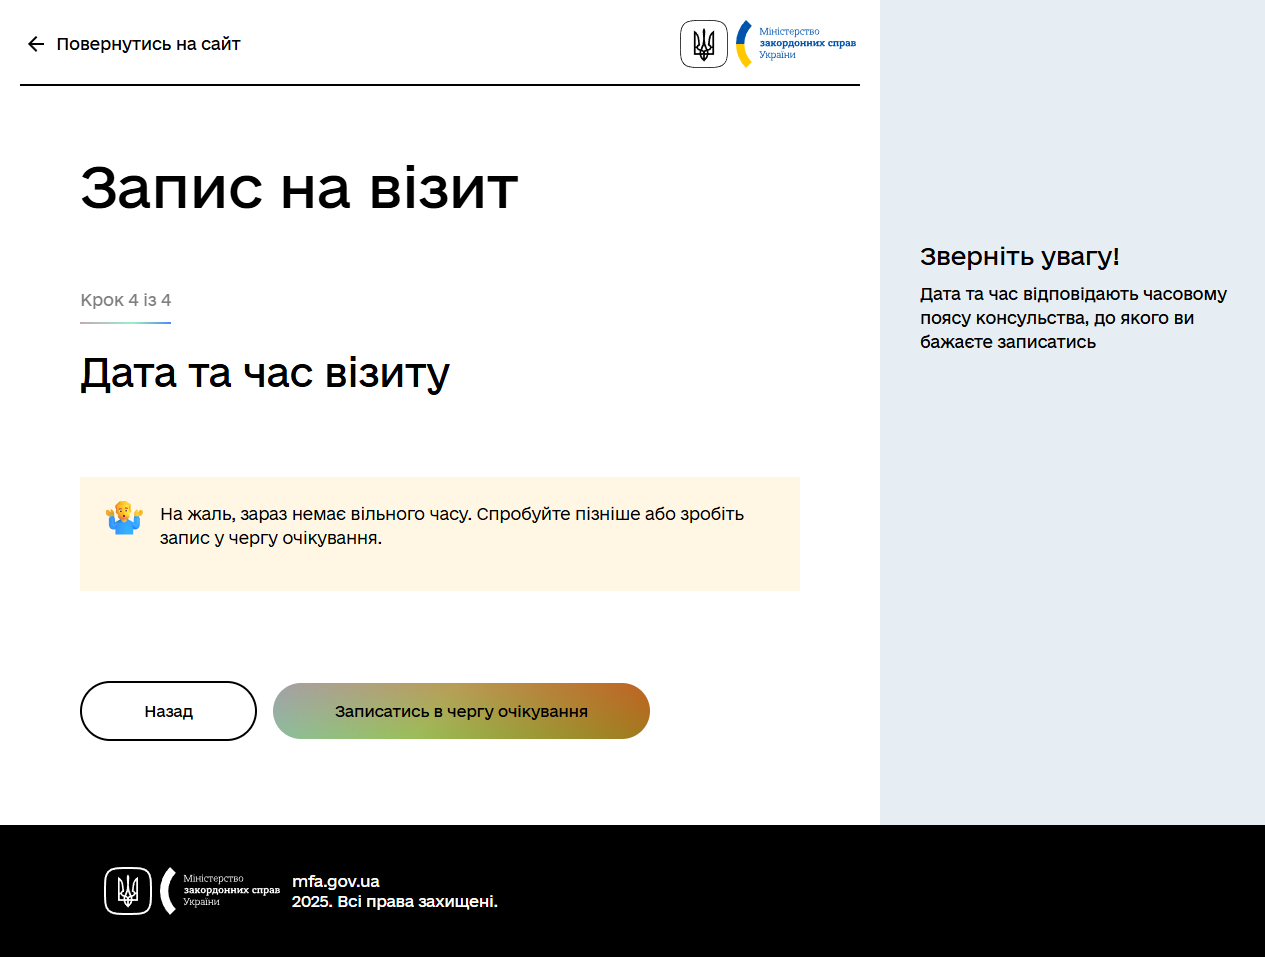 Повернутись на сайт
Міністерство
закордонних справ
України
Запис на візит
Крок 4 із 4
Дата та час візиту
На жаль, зараз немає вільного часу. Спробуйте пізніше або зробіть
запис у чергу очікування.
Назад
Записатись в чергу очікування
Зверніть увагу!
Дата та час відповідають часовому
поясу консульства, до якого ви
бажаєте записатись
Міністерство
закордонних справ
України
mfa.gov.ua
2025. Всі права захищені.